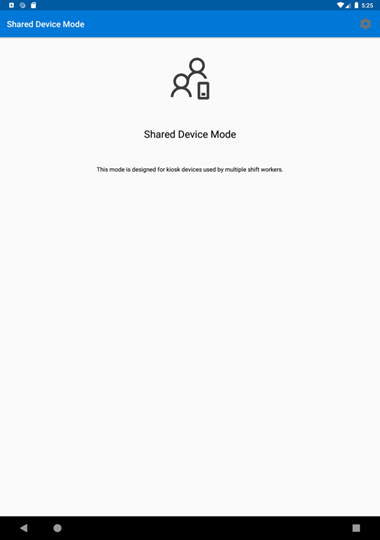 5:25
Shared Device Mode
Shared Device Mode
This mode is designed for kiosk devices used by multiple shift workers.